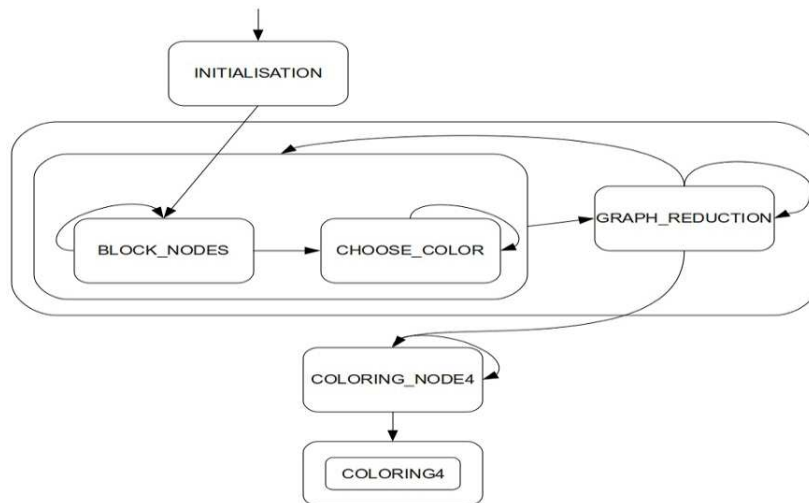 INITIALISATION
GRAPH_REDUCTION
BLOCK_NODES
CHOOSE_COLOR
COLORING_NODE4
COLORING4